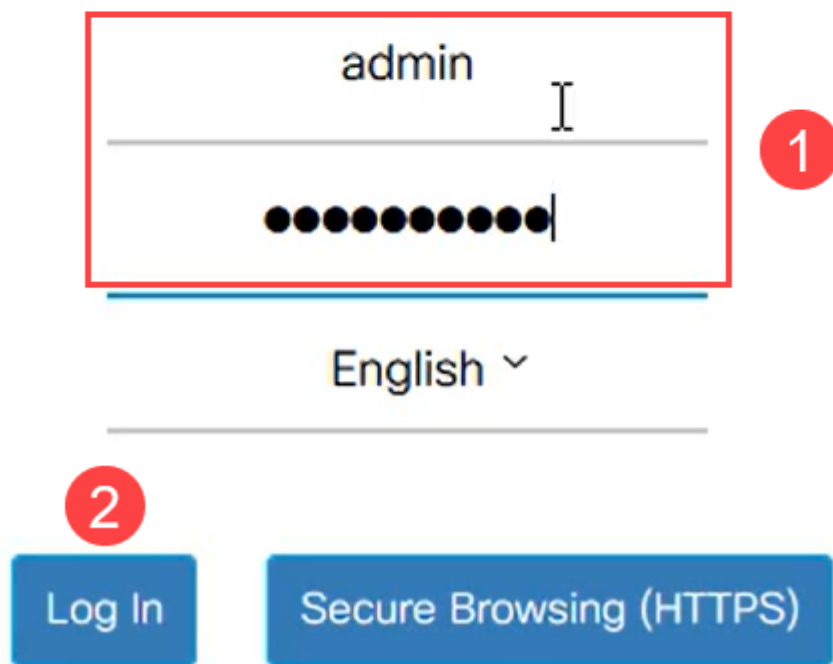 admin
1
●●●●●●●●●●
English
2
Log In
Secure Browsing (HTTPS)